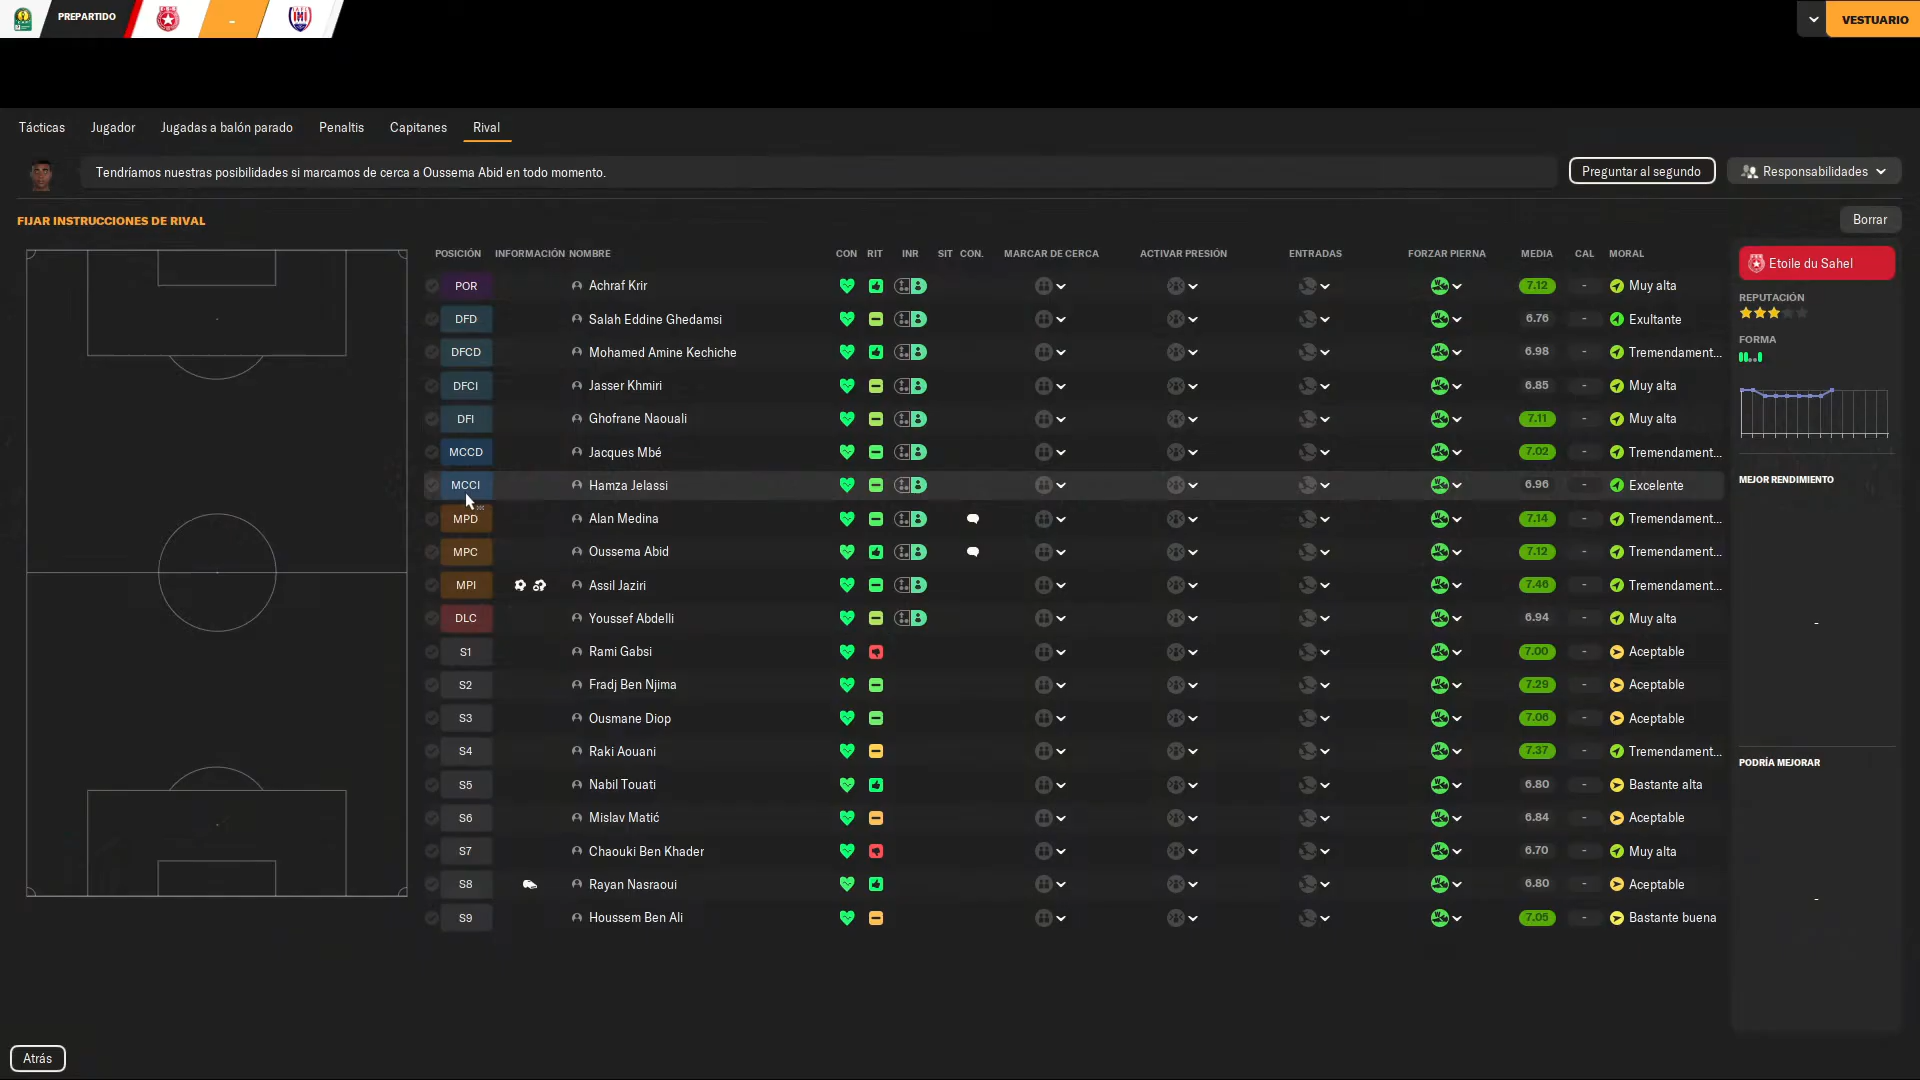 PREPARTIDO
-
VESTUARIO
Tácticas Jugador Jugadas a balón parado Penaltis Capitanes Rival
Tendríamos nuestras posibilidades si marcamos de cerca a Oussema Abid en todo momento.
Preguntar al segundo
Responsabilidades
FIJAR INSTRUCCIONES DE RIVAL
Borrar
POSICIÓN INFORMACIÓN NOMBRE CON RIT INR SIT CON. MARCAR DE CERCA ACTIVAR PRESIÓN ENTRADAS FORZAR PIERNA MEDIA CAL MORAL
POR Achraf Krir 7.12 - Muy alta
DFD Salah Eddine Ghedamsi 6.76 - Exultante
DFCD Mohamed Amine Kechiche 6.98 - Tremendament...
DFCI Jasser Khmiri 6.85 - Muy alta
DFI Ghofrane Naouali 7.11 - Muy alta
MCCD Jacques Mbé 7.02 - Tremendament...
MCCI Hamza Jelassi 6.96 - Excelente
MPD Alan Medina 7.14 - Tremendament...
MPC Oussema Abid 7.12 - Tremendament...
MPI Assil Jaziri 7.46 - Tremendament...
DLC Youssef Abdelli 6.94 - Muy alta
S1 Rami Gabsi 7.00 - Aceptable
S2 Fradj Ben Njima 7.29 - Aceptable
S3 Ousmane Diop 7.06 - Aceptable
S4 Raki Aouani 7.37 - Tremendament...
S5 Nabil Touati 6.80 - Bastante alta
S6 Mislav Matić 6.84 - Aceptable
S7 Chaouki Ben Khader 6.70 - Muy alta
S8 Rayan Nasraoui 6.80 - Aceptable
S9 Houssem Ben Ali 7.05 - Bastante buena
Etoile du Sahel
REPUTACIÓN
FORMA
MEJOR RENDIMIENTO
-
PODRÍA MEJORAR
-
Atrás